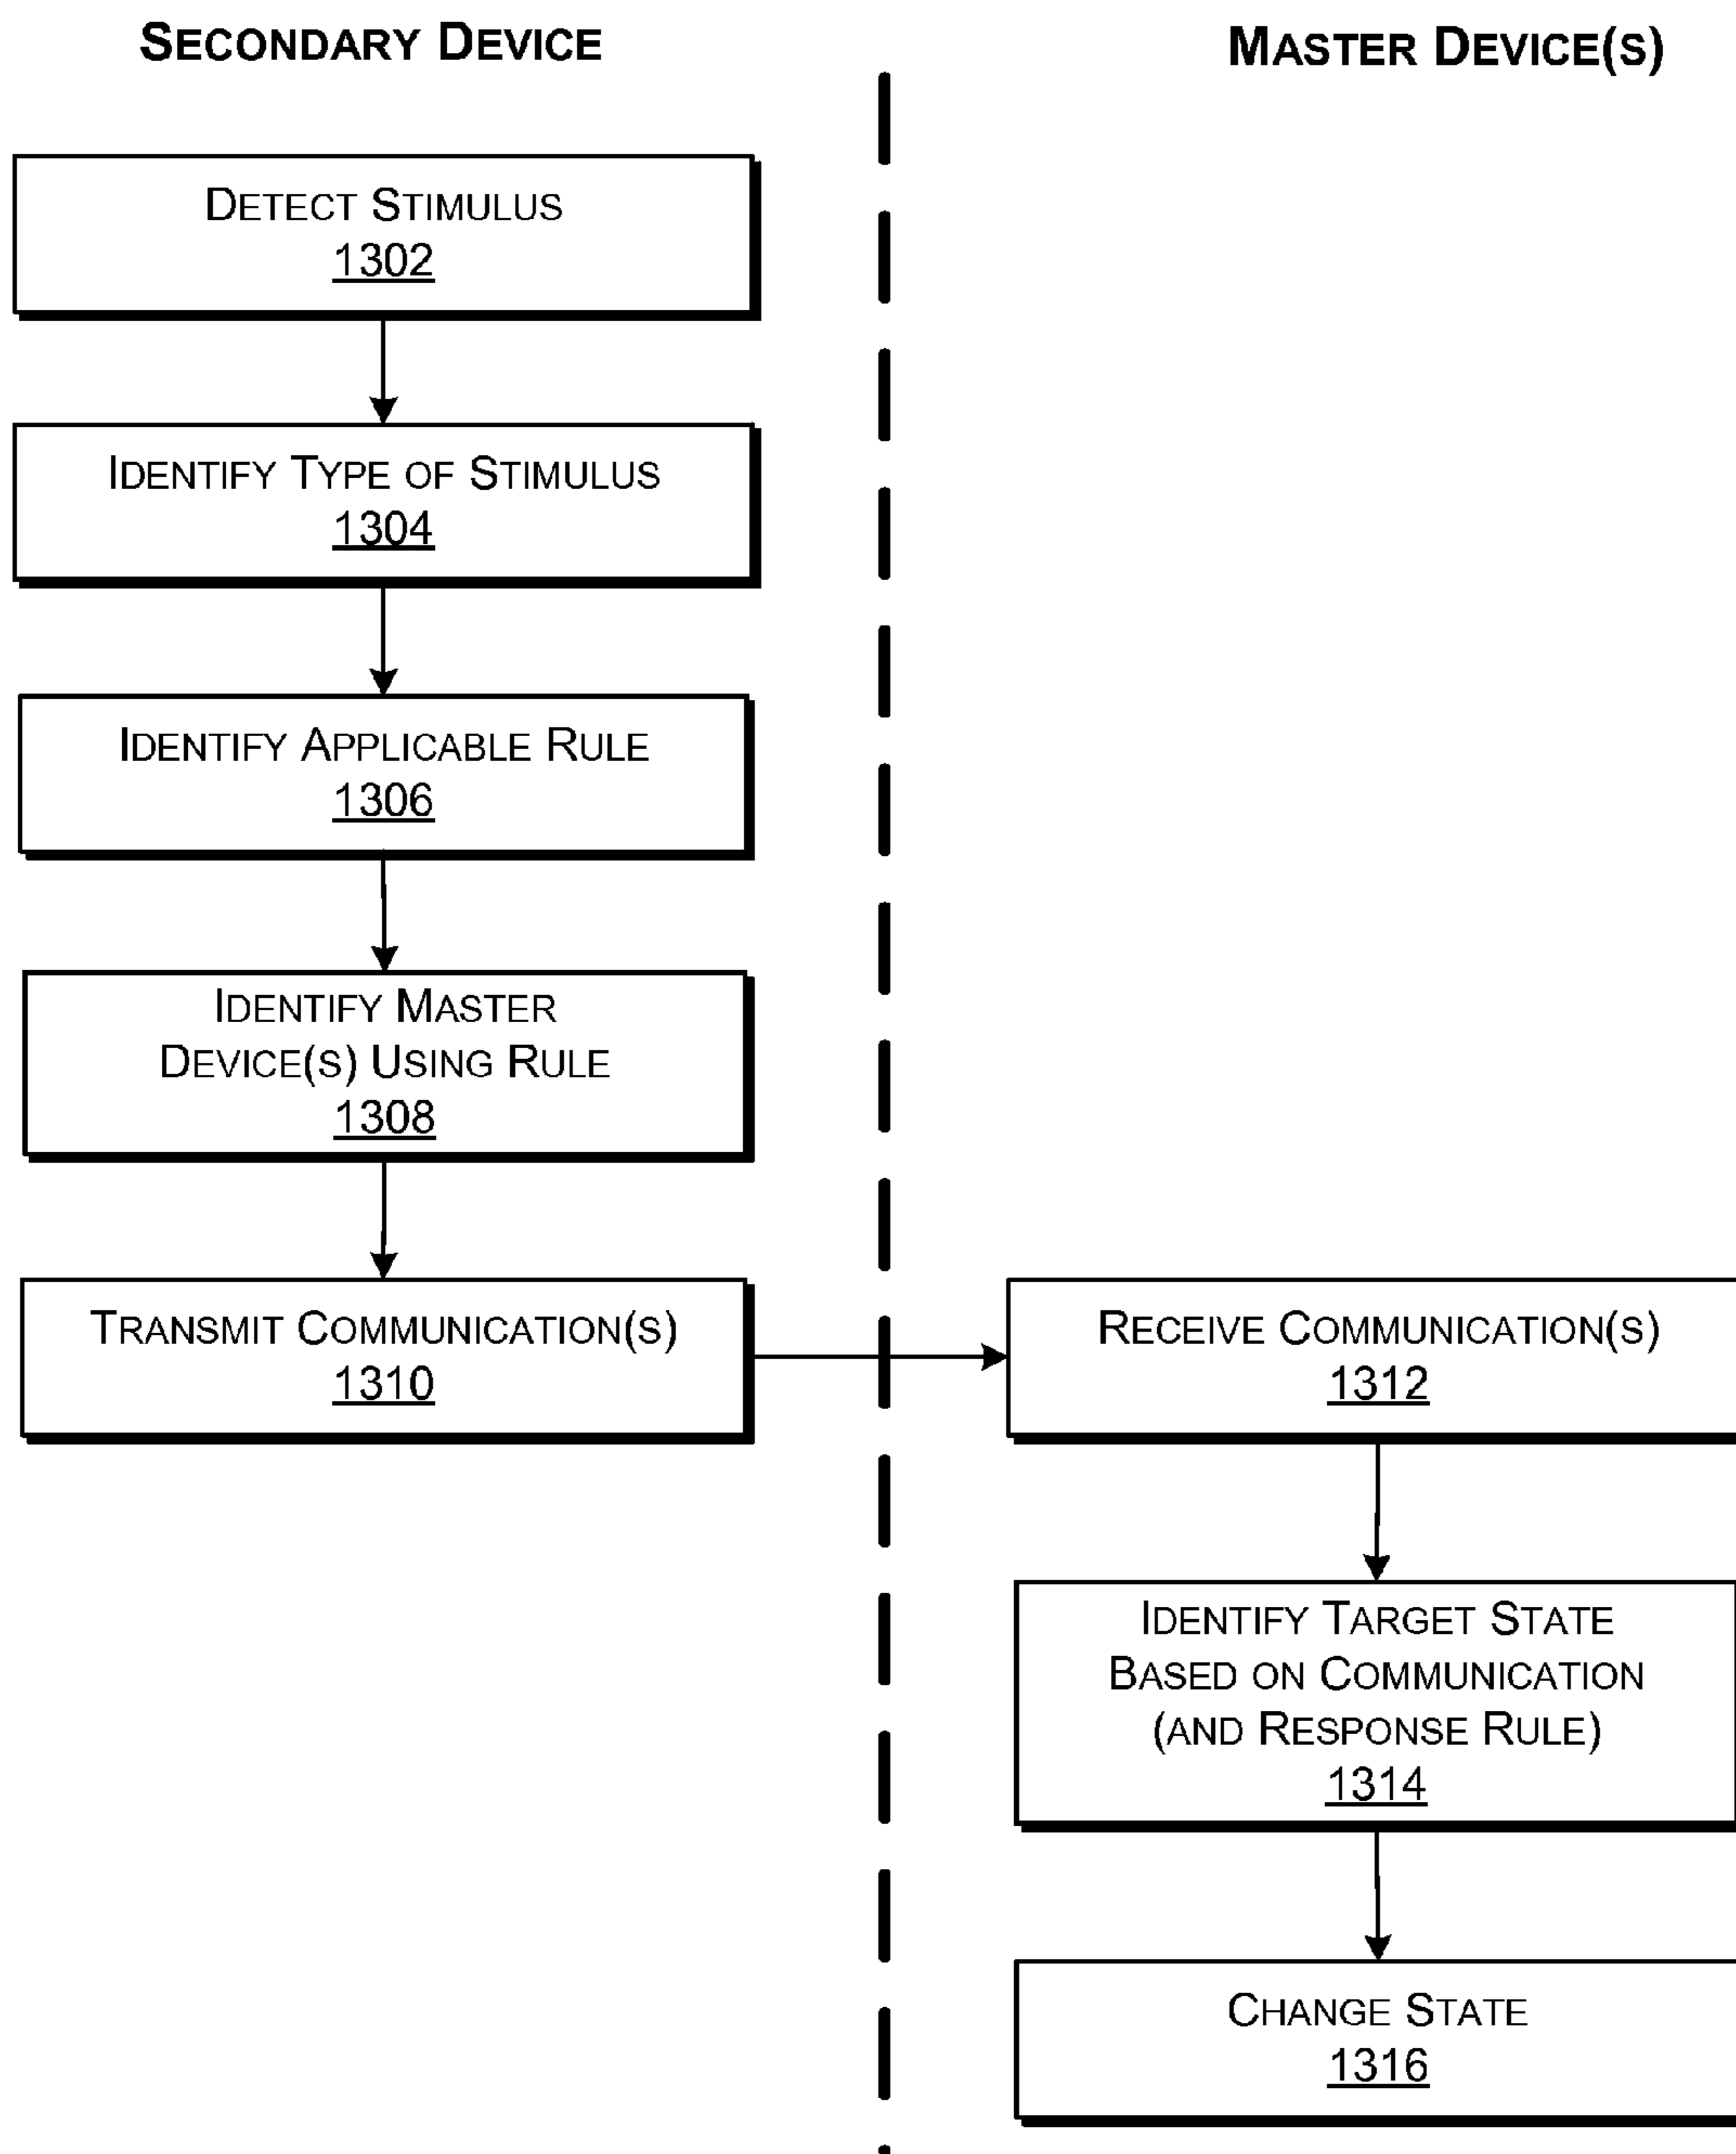 SECONDARY DEVICE
MASTER DEVICE(S)
DETECT STIMULUS
1302
IDENTIFY TYPE OF STIMULUS
1304
IDENTIFY APPLICABLE RULE
1306
IDENTIFY MASTER
DEVICE(S) USING RULE
1308
TRANSMIT COMMUNICATION(S)
1310
RECEIVE COMMUNICATION(S)
1312
IDENTIFY TARGET STATE
BASED ON COMMUNICATION
(AND RESPONSE RULE)
1314
CHANGE STATE
1316